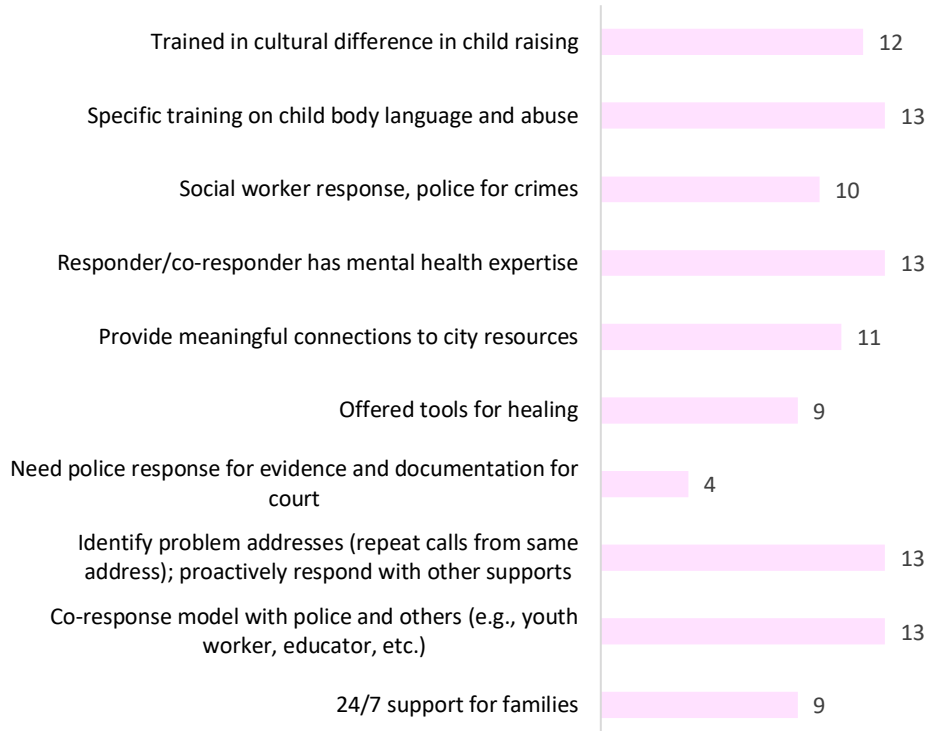 Trained in cultural difference in child raising
12
Specific training on child body language and abuse
13
Social worker response, police for crimes
10
Responder/co-responder has mental health expertise
13
Provide meaningful connections to city resources
11
Offered tools for healing
9
Need police response for evidence and documentation for
court
4
Identify problem addresses (repeat calls from same
address); proactively respond with other supports
13
Co-response model with police and others (e.g., youth
worker, educator, etc.)
13
24/7 support for families
9